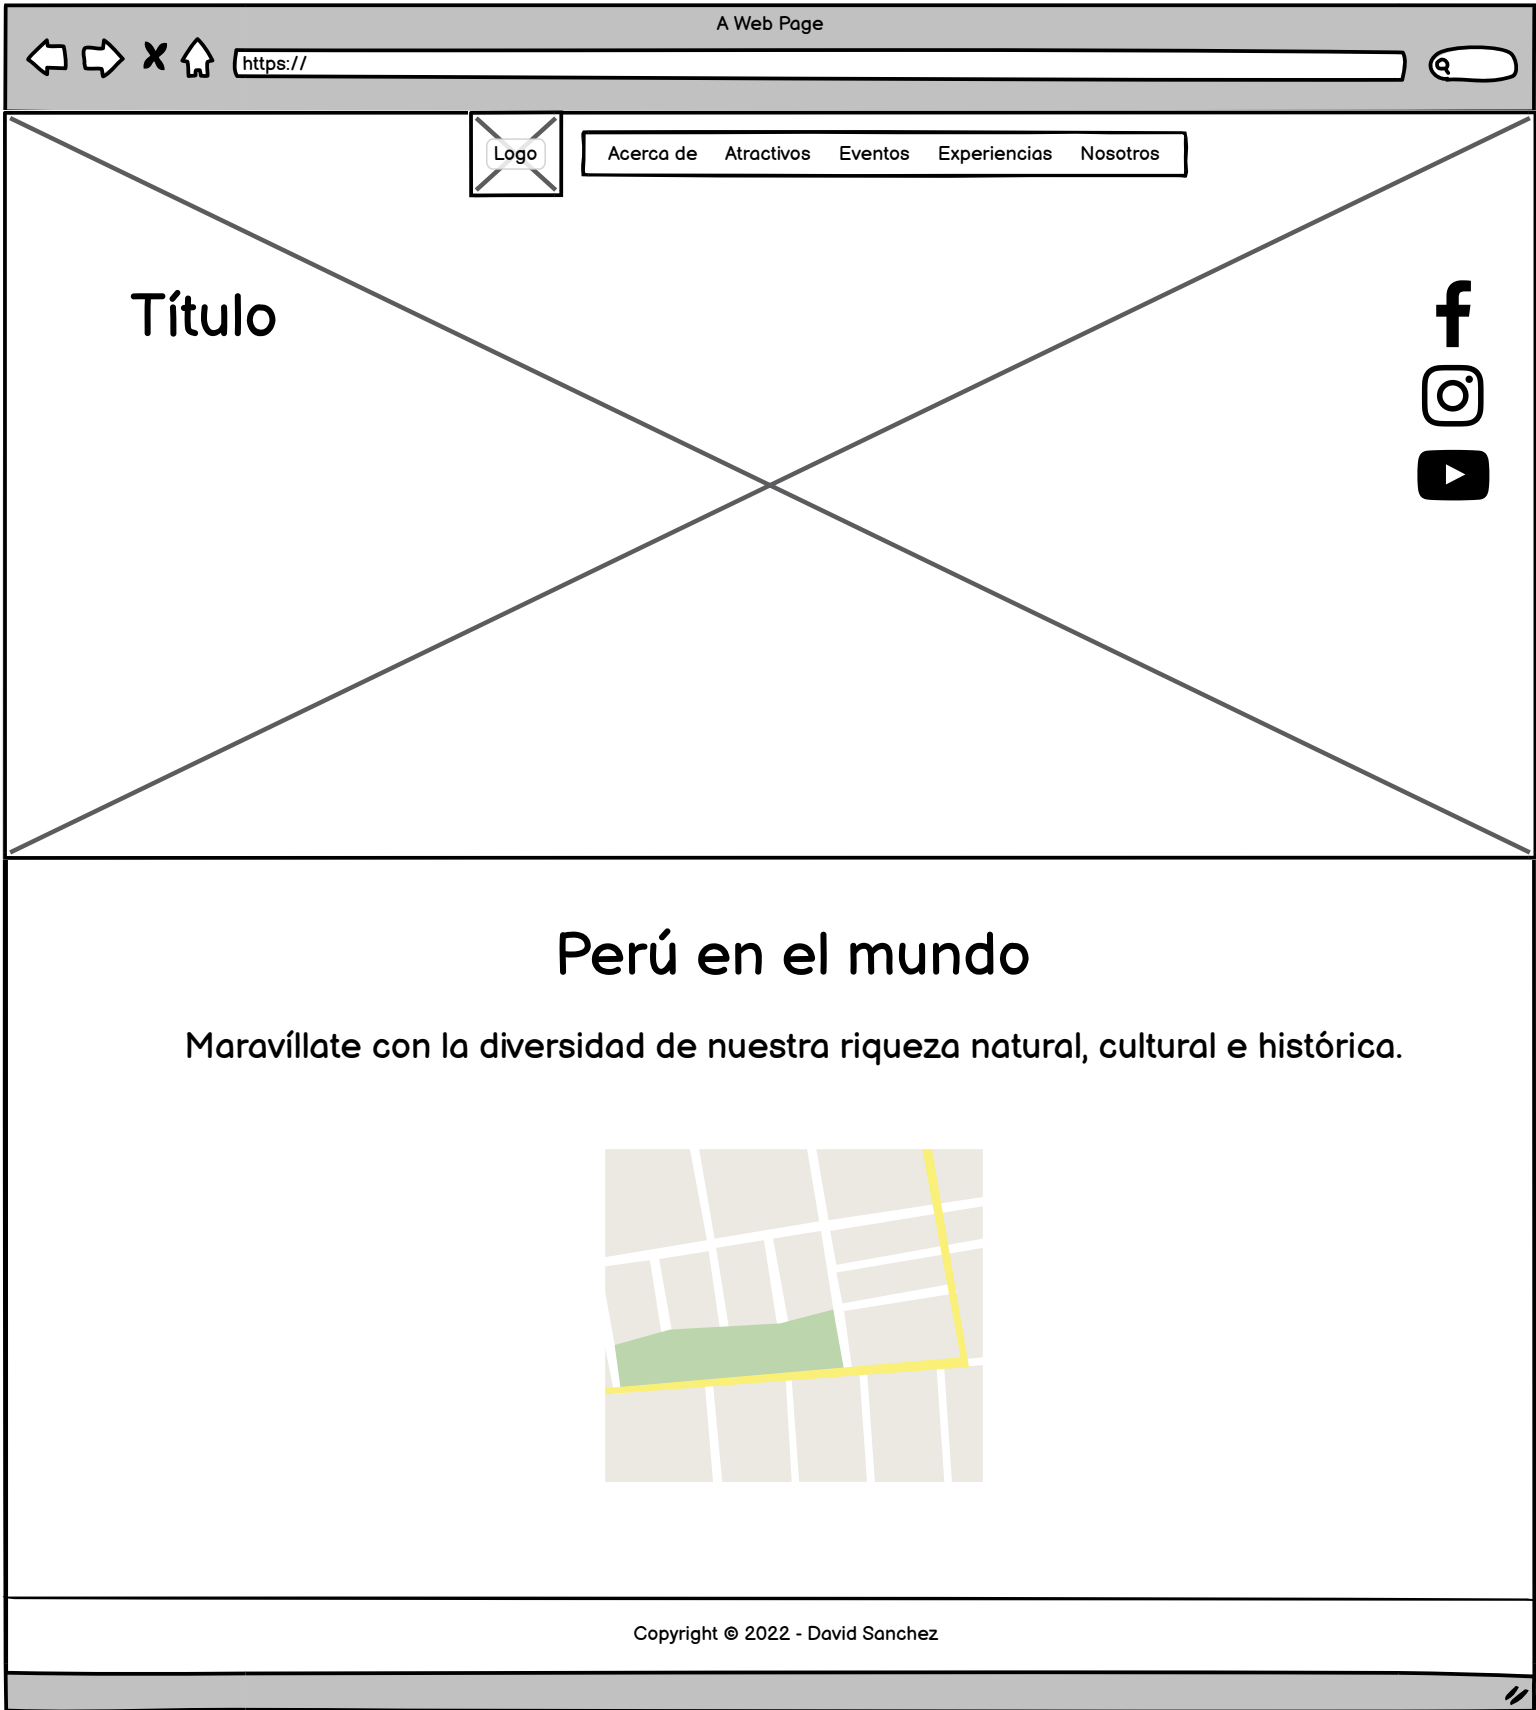 A Web Page
https://
Logo
Acerca de Atractivos Eventos Experiencias Nosotros
Título
Perú en el mundo
Maravíllate con la diversidad de nuestra riqueza natural, cultural e histórica.
Copyright © 2022 - David Sanchez